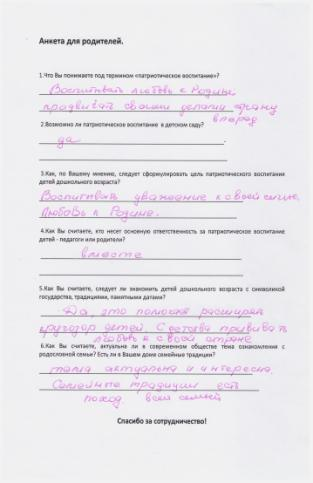 Анкета для родителей.
1.Что Вы понимаете под термином «патриотическое воспитание»?
Воспитывать любовь к Родине
продвигать своими делами страну
вперёд
2.Возможно ли патриотическое воспитание в детском саду?
да
3.Как, по Вашему мнению, следует сформулировать цель патриотического воспитания
детей дошкольного возраста?
Воспитывать уважение к своей семье,
Любовь к Родине.
4.Как Вы считаете, кто несет основную ответственность за патриотическое воспитание
детей - педагоги или родители?
вместе
5.Как Вы считаете, следует ли знакомить детей дошкольного возраста с символикой
государства, традициями, памятными датами?
Да, это помогает расширят
кругозор детей. С детства прививать
любовь к своей стране
6.Как Вы считаете, актуальна ли в современном обществе тема ознакомления с
родословной семьи? Есть ли в Вашем доме семейные традиции?
тема актуальна и интересна.
Семейные традиции есть
поход всей семьей
Спасибо за сотрудничество!